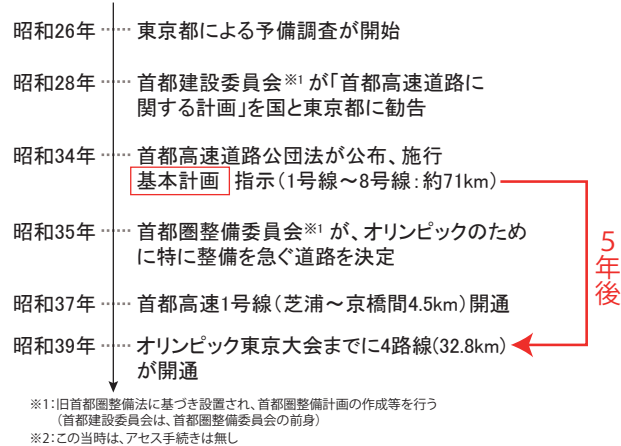 昭和26年 …… 東京都による予備調査が開始
昭和28年 …… 首都建設委員会※1 が「首都高速道路に
関する計画」を国と東京都に勧告
昭和34年 …… 首都高速道路公団法が公布、施行
基本計画 指示(1号線～8号線:約71km)
昭和35年 …… 首都圏整備委員会※1 が、オリンピックのため
に特に整備を急ぐ道路を決定
5年後
昭和37年 …… 首都高速1号線(芝浦～京橋間4.5km)開通
昭和39年 …… オリンピック東京大会までに4路線(32.8km)
が開通
※1:旧首都圏整備法に基づき設置され、首都圏整備計画の作成等を行う
(首都建設委員会は、首都圏整備委員会の前身)
※2:この当時は、アセス手続きは無し